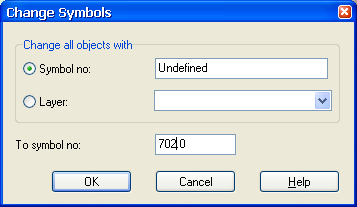 Change Symbols
Change all objects with
Symbol no: Undefined
Layer:
To symbol no: 702.0
OK Cancel Help